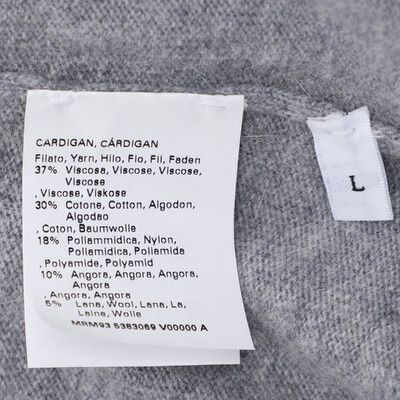 CARDIGAN, CÁRDIGAN
Filato, Yarn, Hilo, Fio, Fil, Faden
37% Viscosa, Viscose, Viscose,
Viscose
, Viscose, Viskose
30% Cotone, Cotton, Algodon,
Algodao
, Coton, Baumwolle
18% Poliammidica, Nylon,
Poliamidica, Poliamida
, Polyamide, Polyamid
10% Angora, Angora, Angora,
Angora
, Angora, Angora
5% Lana, Wool, Lana, La,
Laine, Wolle
MRM93 5383069 V00000 A
L